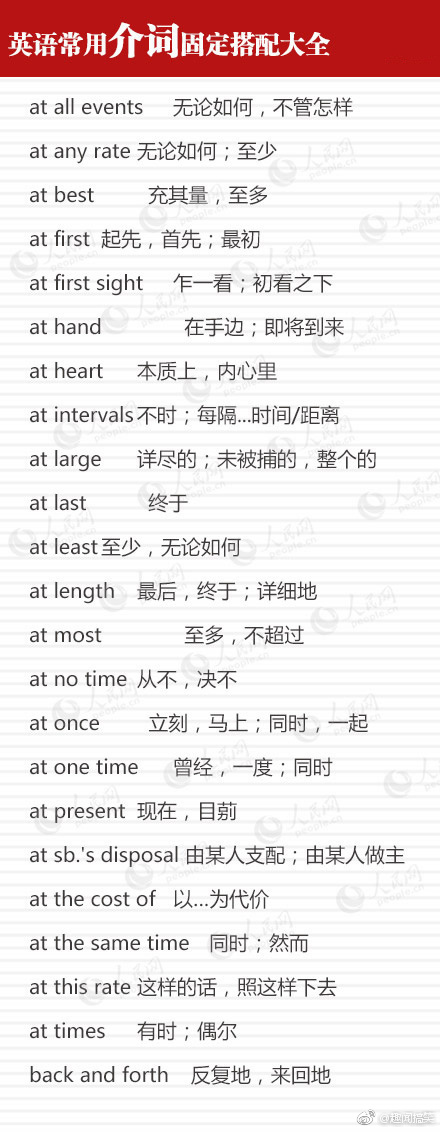 英语常用介词固定搭配大全
at all events 无论如何，不管怎样
at any rate 无论如何；至少
at best 充其量，至多
at first 起先，首先；最初
at first sight 乍一看；初看之下
at hand 在手边；即将到来
at heart 本质上，内心里
at intervals 不时；每隔...时间/距离
at large 详尽的；未被捕的，整个的
at last 终于
at least 至少，无论如何
at length 最后，终于；详细地
at most 至多，不超过
at no time 从不，决不
at once 立刻，马上；同时，一起
at one time 曾经，一度；同时
at present 现在，目前
at sb.'s disposal 由某人支配；由某人做主
at the cost of 以...为代价
at the same time 同时；然而
at this rate 这样的话，照这样下去
at times 有时；偶尔
back and forth 反复地，来回地
人民网
people.cn